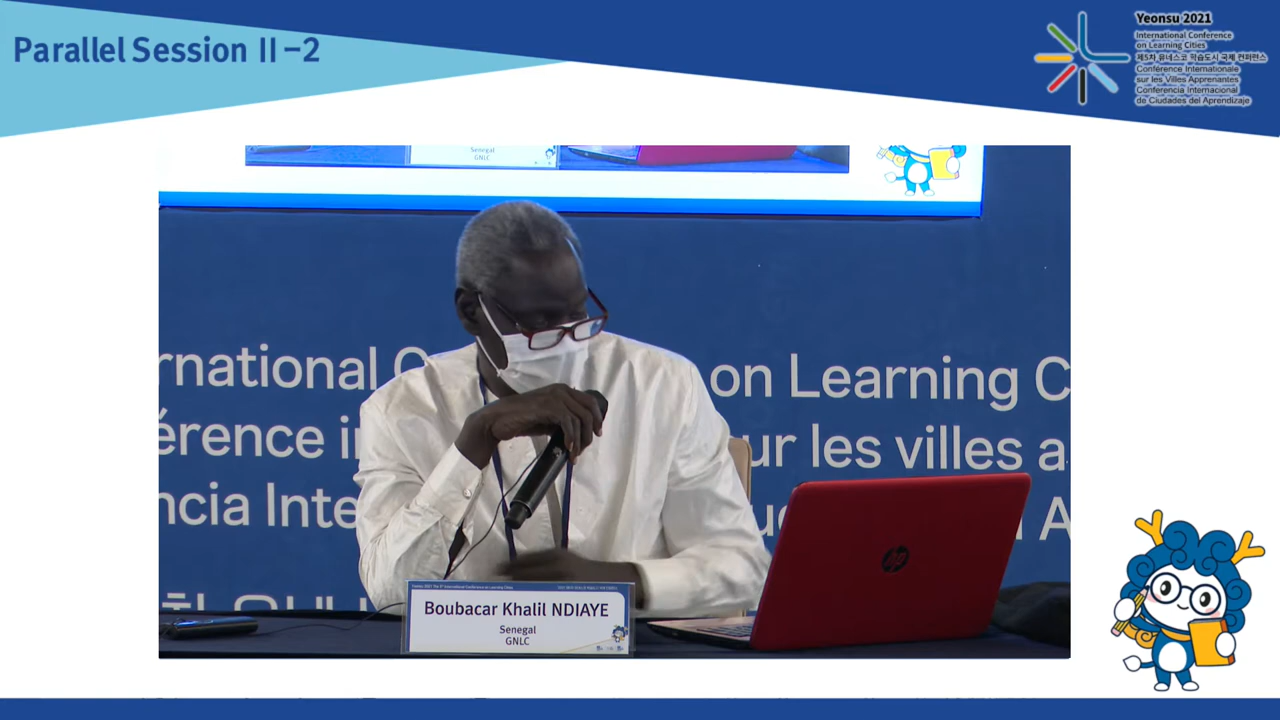 Parallel Session II-2
Yeonsu 2021
International Conference
on Learning Cities
제5차 유네스코 학습도시 국제 컨퍼런스
Conférence Internationale
sur les Villes Apprenantes
Conferencia Internacional
de Ciudades del Aprendizaje
Senegal
GNLC
rnational C on Learning C
érence i ur les villes a
ncia Inte A
hp
Boubacar Khalil NDIAYE
Senegal
GNLC